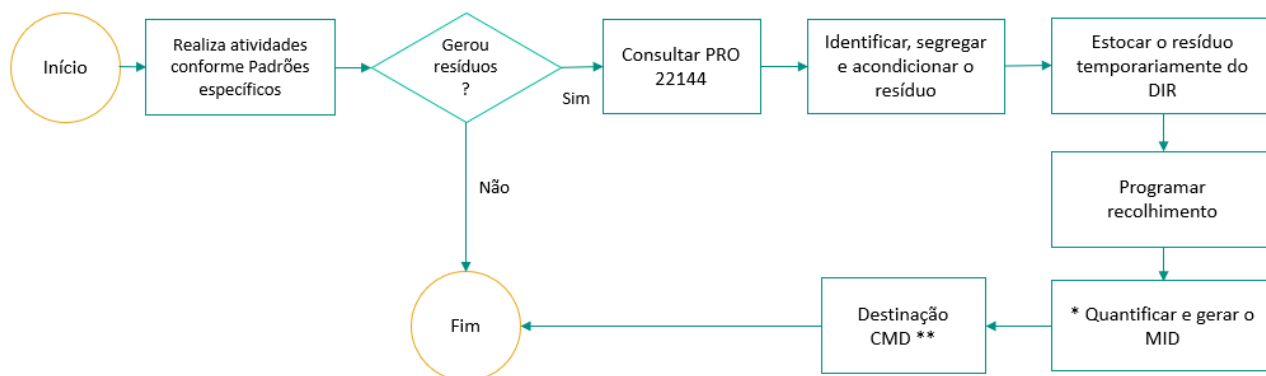 Início
Realiza atividades
conforme Padrões
específicos
Gerou
resíduos
?
Sim
Não
Consultar PRO
22144
Identificar, segregar
e acondicionar o
resíduo
Estocar o resíduo
temporariamente do
DIR
Programar
recolhimento
* Quantificar e gerar o
MID
Destinação
CMD **
Fim